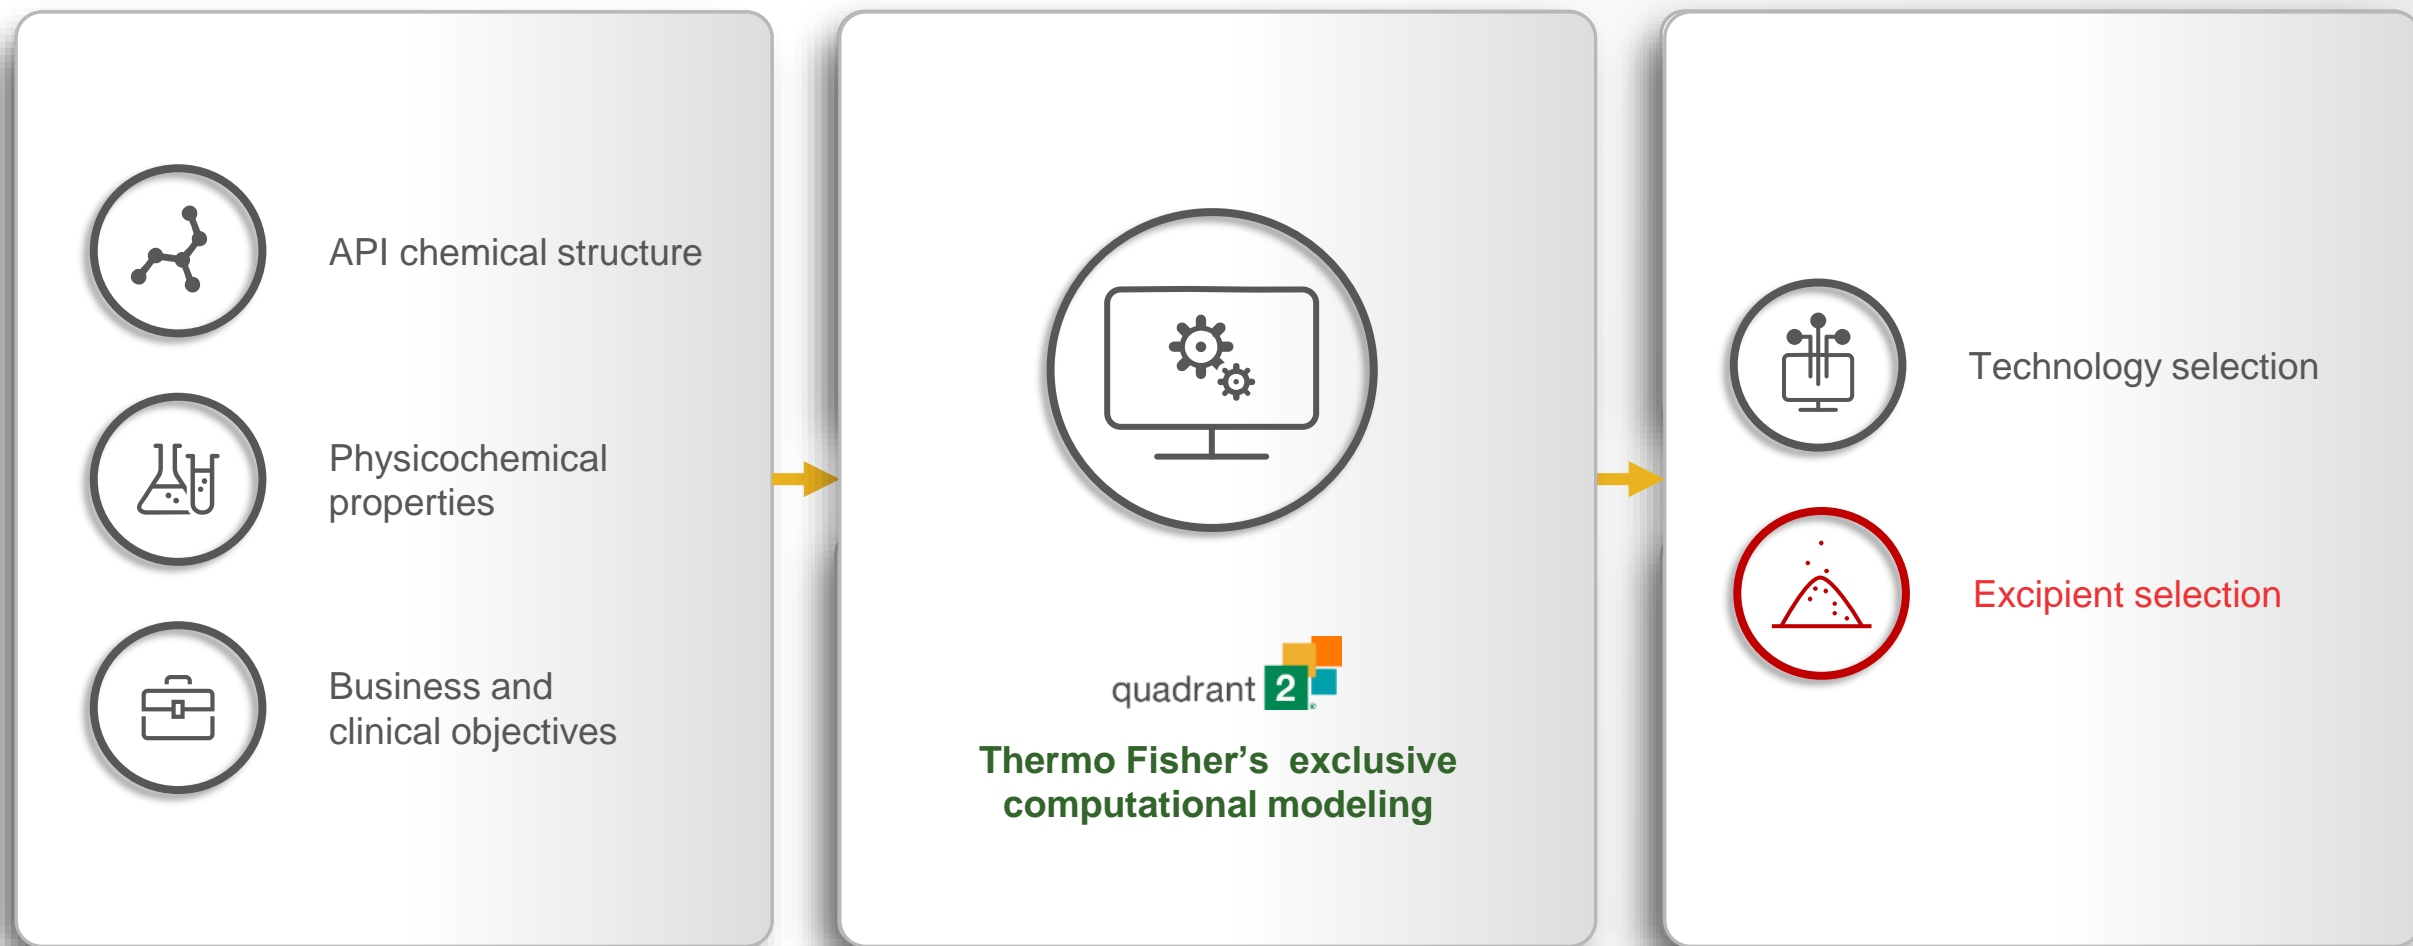 API chemical structure
Physicochemical
properties
Business and
clinical objectives
quadrant 2®
Thermo Fisher’s  exclusive
computational modeling
Technology selection
Excipient selection